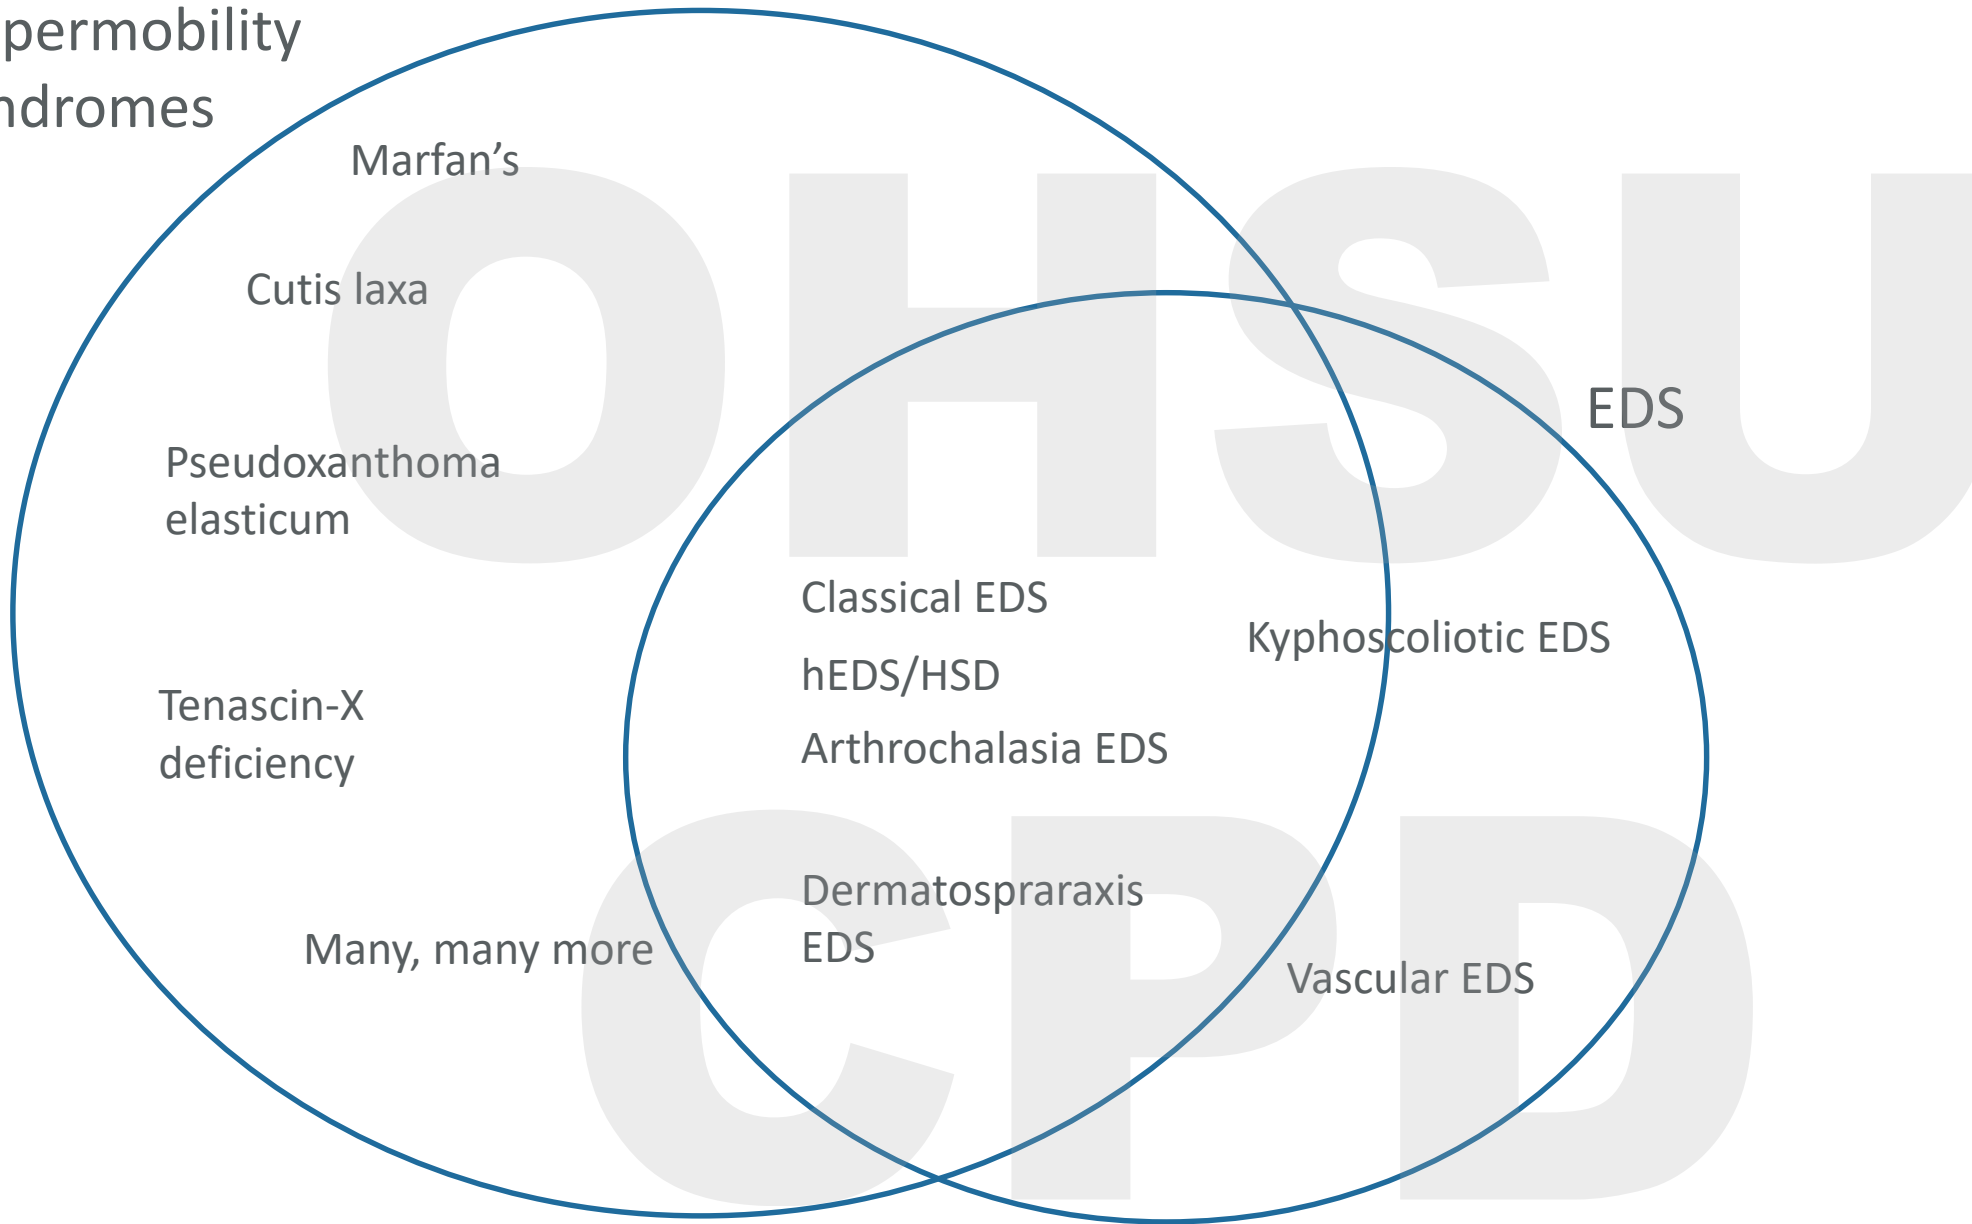 permobility
ndromes
Marfan’s
Cutis laxa
EDS
Pseudoxanthoma
elasticum
Classical EDS
Kyphoscoliotic EDS
hEDS/HSD
Tenascin-X
deficiency
Arthrochalasia EDS
Dermatospraraxis
EDS
Many, many more
Vascular EDS
OHSU
CPD